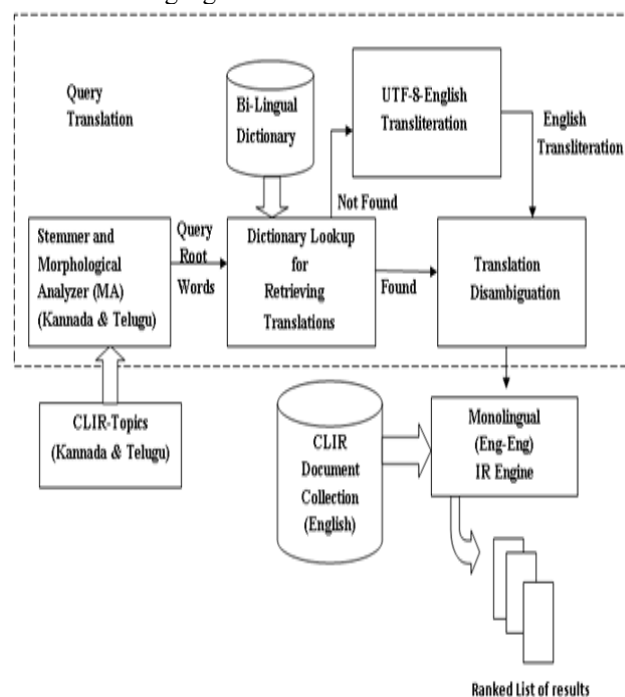 Query
Translation
Bi-Lingual
Dictionary
UTF-8-English
Transliteration
English
Transliteration
Not Found
Stemmer and
Morphological
Analyzer (MA)
(Kannada & Telugu)
Query
Root
Words
Dictionary Lookup
for
Retrieving
Translations
Found
Translation
Disambiguation
CLIR-Topics
(Kannada & Telugu)
CLIR
Document
Collection
(English)
Monolingual
(Eng-Eng)
IR Engine
Ranked List of results